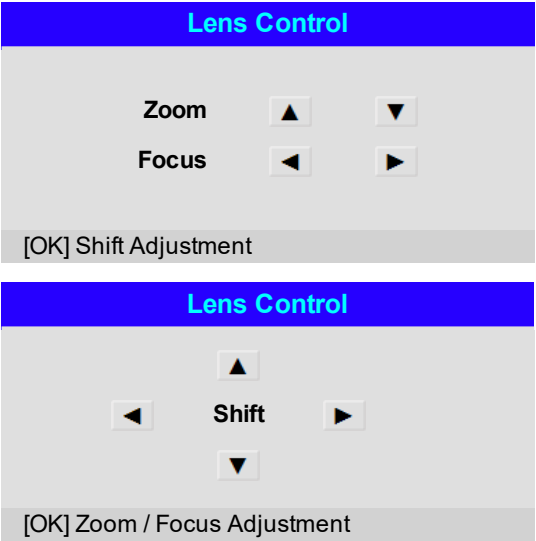 Lens Control
Zoom ▲ ▼
Focus ◄ ►
[OK] Shift Adjustment
Lens Control
▲
◄ Shift ►
▼
[OK] Zoom / Focus Adjustment